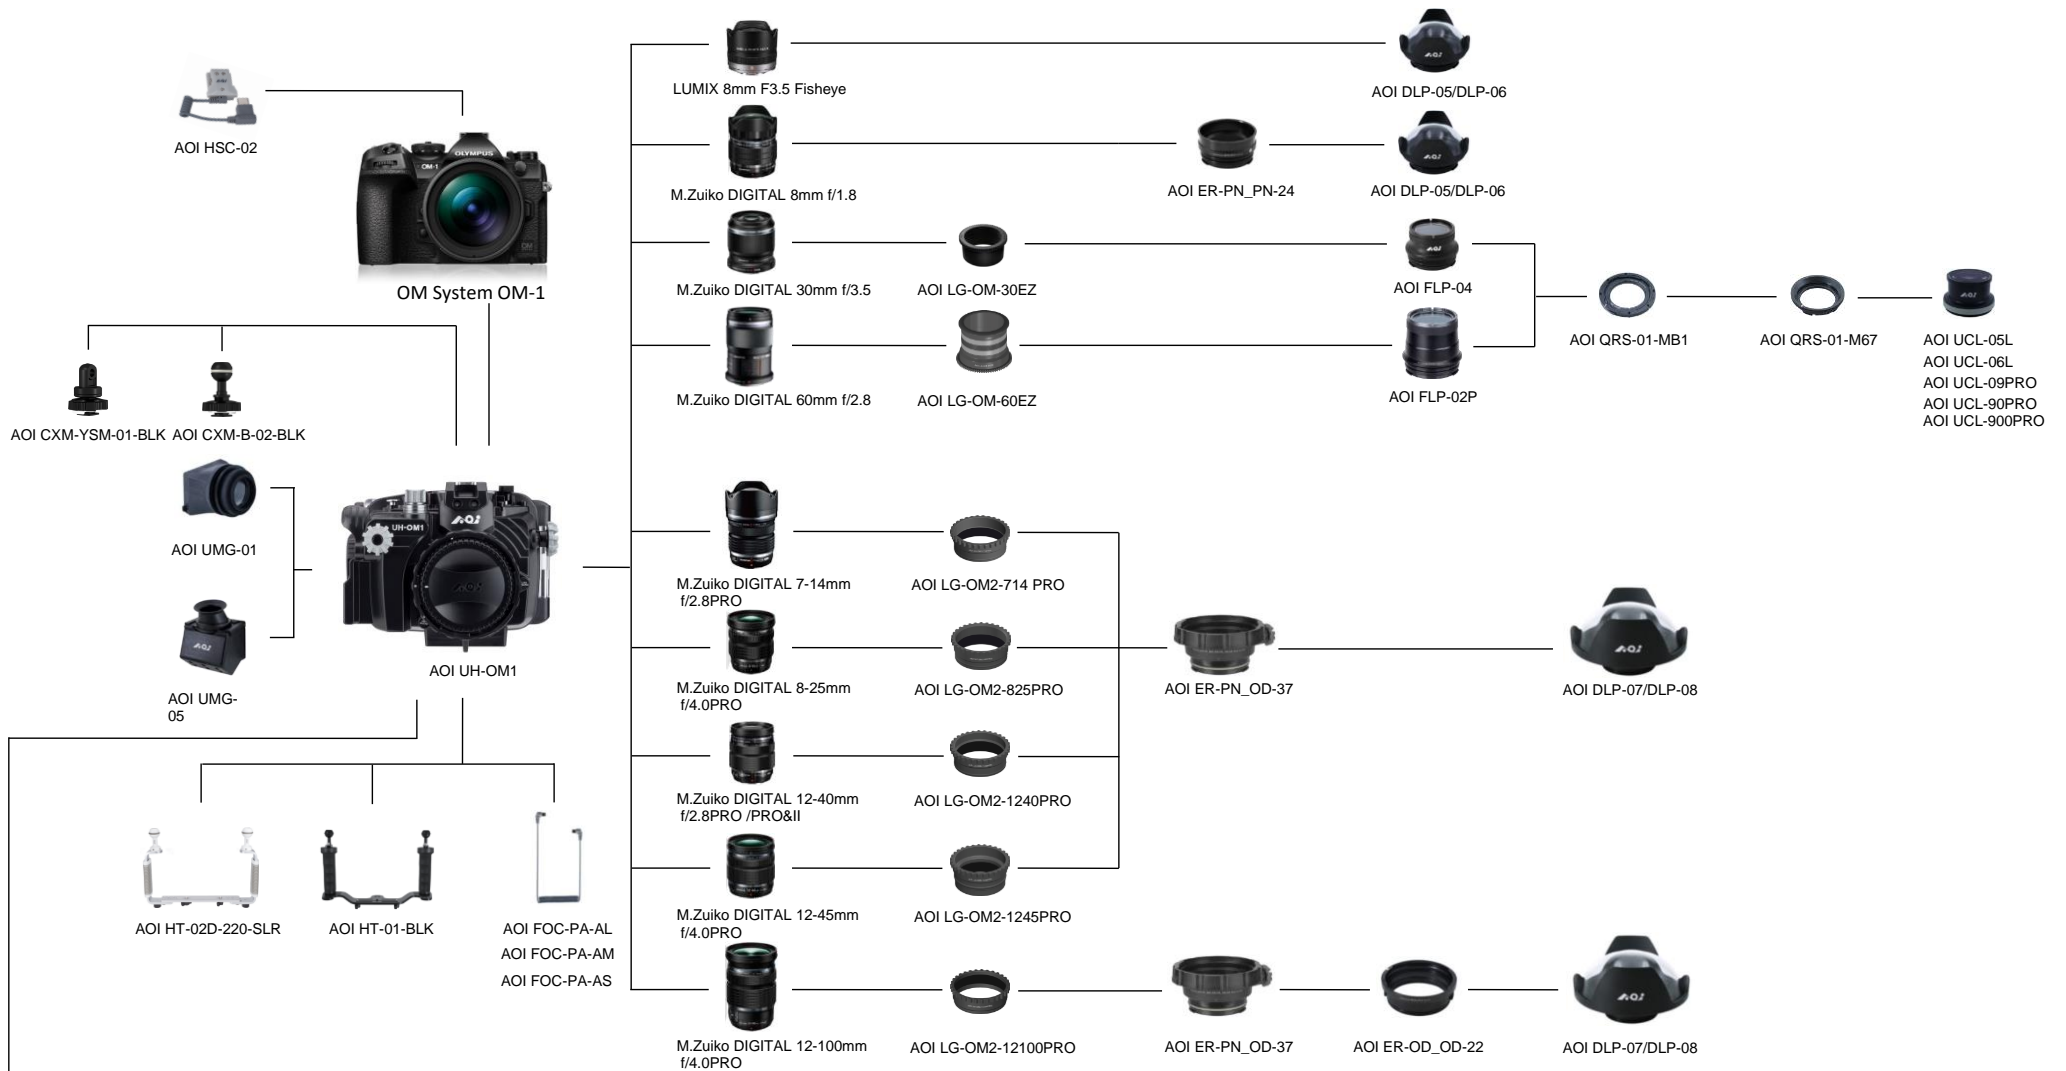 LUMIX 8mm F3.5 Fisheye
AOI DLP-05/DLP-06
AOI HSC-02
OLYMPUS
OM-1
M.Zuiko DIGITAL 8mm f/1.8
AOI ER-PN_PN-24
AOI DLP-05/DLP-06
OM System OM-1
M.Zuiko DIGITAL 30mm f/3.5
AOI LG-OM-30EZ
AOI FLP-04
AOI QRS-01-MB1
AOI QRS-01-M67
AOI UCL-05L
AOI UCL-06L
AOI UCL-09PRO
AOI UCL-90PRO
AOI UCL-900PRO
M.Zuiko DIGITAL 60mm f/2.8
AOI LG-OM-60EZ
AOI FLP-02P
AOI CXM-YSM-01-BLK
AOI CXM-B-02-BLK
AOI UMG-01
AOI
UH-OM1
AOI UH-OM1
AOI UMG-
05
M.Zuiko DIGITAL 7-14mm
f/2.8PRO
AOI LG-OM2-714 PRO
M.Zuiko DIGITAL 8-25mm
f/4.0PRO
AOI LG-OM2-825PRO
AOI ER-PN_OD-37
AOI
AOI DLP-07/DLP-08
M.Zuiko DIGITAL 12-40mm
f/2.8PRO /PRO&II
AOI LG-OM2-1240PRO
M.Zuiko DIGITAL 12-45mm
f/4.0PRO
AOI LG-OM2-1245PRO
AOI HT-02D-220-SLR
AOI HT-01-BLK
AOI FOC-PA-AL
AOI FOC-PA-AM
AOI FOC-PA-AS
M.Zuiko DIGITAL 12-100mm
f/4.0PRO
AOI LG-OM2-12100PRO
AOI ER-PN_OD-37
AOI ER-OD_OD-22
AOI
AOI DLP-07/DLP-08